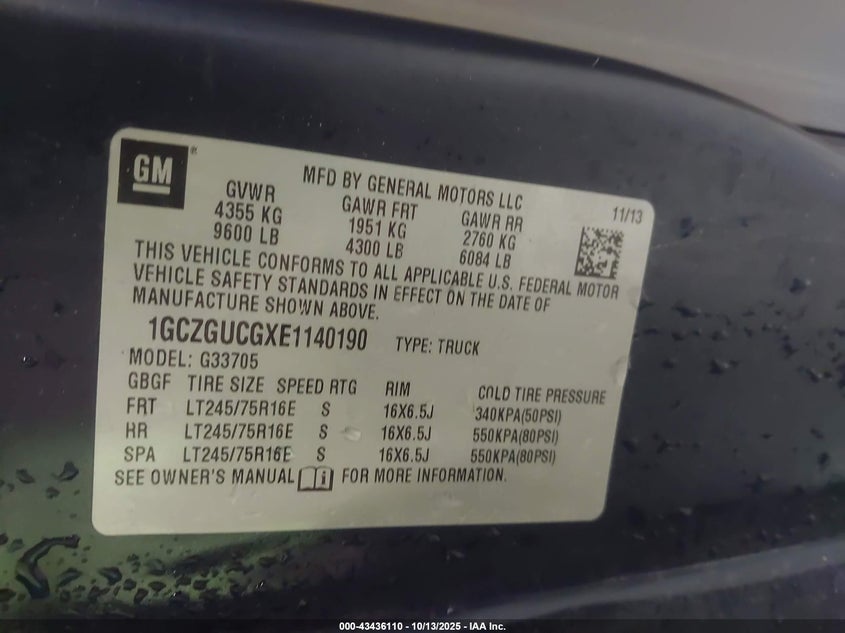 GM
MFD BY GENERAL MOTORS LLC
11/13
GVWR GAWR FRT GAWR RR
4355 KG 1951 KG 2760 KG
9600 LB 4300 LB 6084 LB
THIS VEHICLE CONFORMS TO ALL APPLICABLE U.S. FEDERAL MOTOR
VEHICLE SAFETY STANDARDS IN EFFECT ON THE DATE OF
MANUFACTURE SHOWN ABOVE.
1GCZGUCGXE1140190 TYPE: TRUCK
MODEL: G33705
GBGF TIRE SIZE SPEED RTG RIM COLD TIRE PRESSURE
FRT LT245/75R16E S 16X6.5J 340KPA(50PSI)
HR LT245/75R16E S 16X6.5J 550KPA(80PSI)
SPA LT245/75R16E S 16X6.5J 550KPA(80PSI)
SEE OWNER'S MANUAL i FOR MORE INFORMATION.
000-43436110 - 10/13/2025 - IAA Inc.